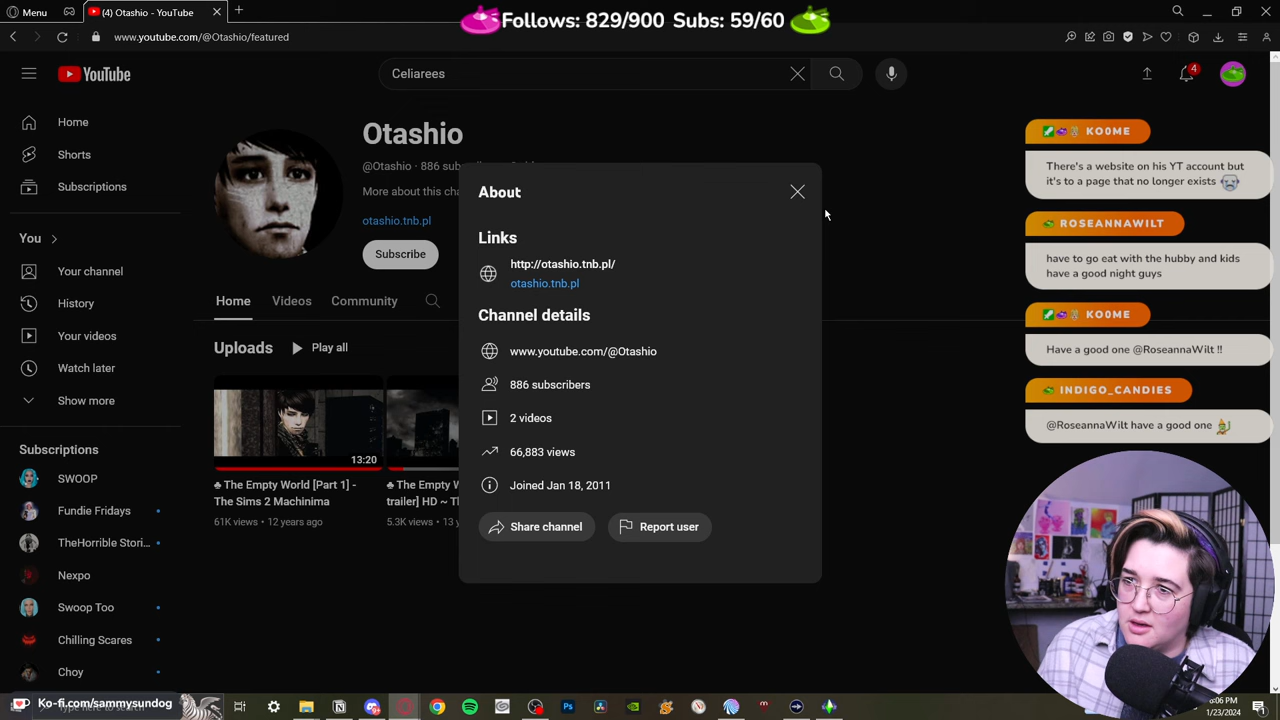 Menu
(4) Otashio - YouTube
Follows: 829/900 Subs: 59/60
www.youtube.com/@Otashio/featured
YouTube
Celiarees
4
Home
Shorts
Subscriptions
You
Your channel
History
Your videos
Watch later
Show more
Subscriptions
SWOOP
Fundie Fridays
TheHorrible Stori...
Nexpo
Swoop Too
Chilling Scares
Choy
Otashio
@Otashio · 886
More about this cha
otashio.tnb.pl
Subscribe
Home
Videos
Community
Uploads
Play all
13:20
♣ The Empty World [Part 1] -
The Sims 2 Machinima
61K views • 12 years ago
♣ The Em
trailer] HD ~ T
5.3K views • 13 y
About
Links
http://otashio.tnb.pl/
otashio.tnb.pl
Channel details
www.youtube.com/@Otashio
886 subscribers
2 videos
66,883 views
Joined Jan 18, 2011
Share channel
Report user
KO0ME
There's a website on his YT account but
it's to a page that no longer exists
ROSEANNAWILT
have to go eat with the hubby and kids
have a good night guys
KO0ME
Have a good one @RoseannaWilt !!
INDIGO_CANDIES
@RoseannaWilt have a good one
Ko-fi.com/sammysundog
:06 PM
1/23/2024